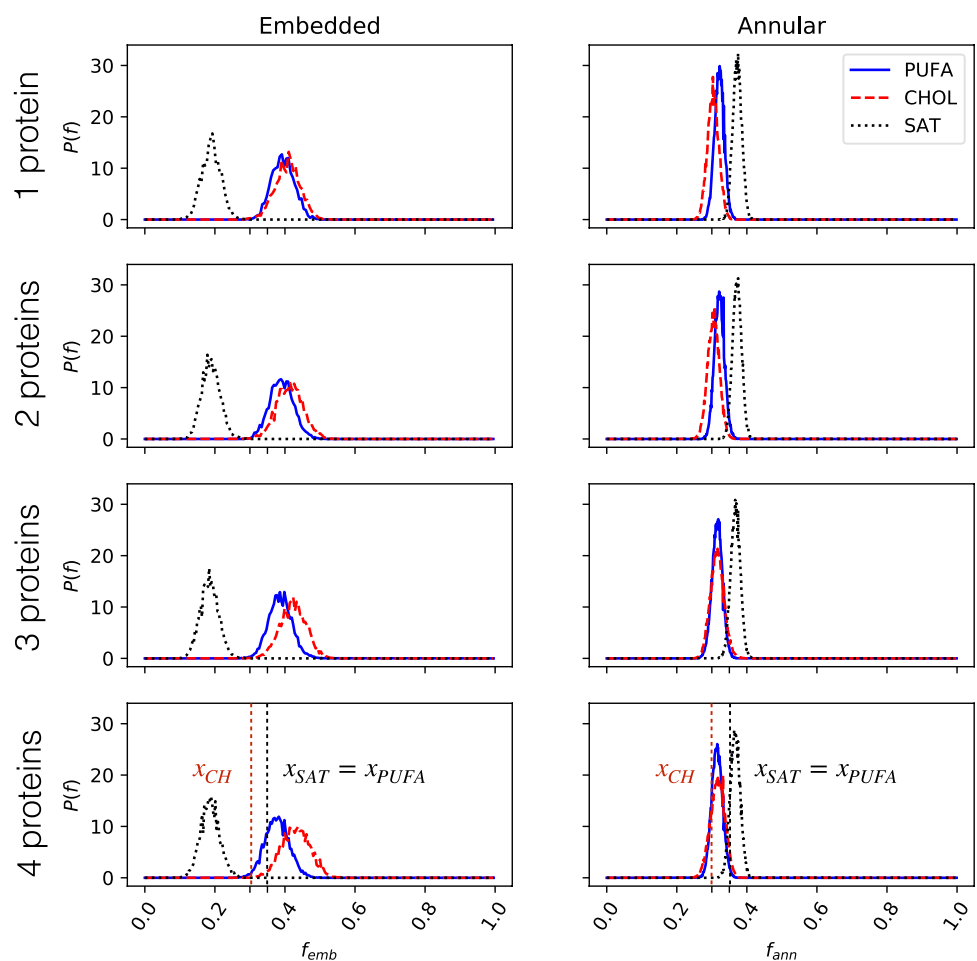 Embedded
Annular
1 protein
P(f)
30
20
10
0
PUFA
CHOL
SAT
2 proteins
P(f)
30
20
10
0
3 proteins
P(f)
30
20
10
0
4 proteins
P(f)
30
20
10
0
x_CH
x_SAT = x_PUFA
x_CH
x_SAT = x_PUFA
0.0 0.2 0.4 0.6 0.8 1.0
0.0 0.2 0.4 0.6 0.8 1.0
f_emb
f_ann